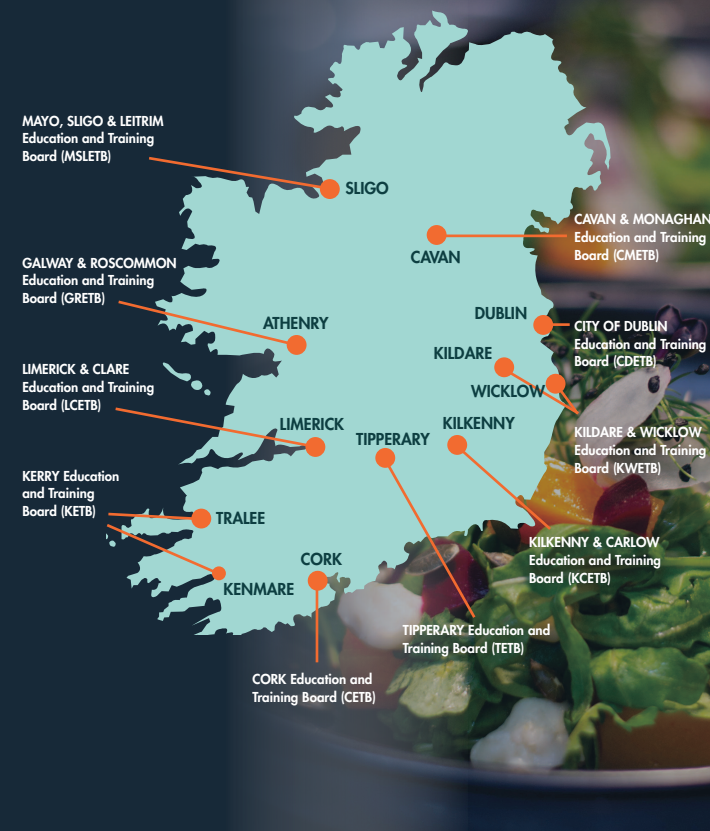 MAYO, SLIGO & LEITRIM
Education and Training
Board (MSLETB)
SLIGO
CAVAN & MONAGHAN
Education and Training
Board (CMETB)
CAVAN
GALWAY & ROSCOMMON
Education and Training
Board (GRETB)
ATHENRY
DUBLIN
CITY OF DUBLIN
Education and Training
Board (CDETB)
KILDARE
WICKLOW
LIMERICK & CLARE
Education and Training
Board (LCETB)
LIMERICK
TIPPERARY
KILKENNY
KILDARE & WICKLOW
Education and Training
Board (KWETB)
KERRY Education
and Training
Board (KETB)
TRALEE
KENMARE
CORK
KILKENNY & CARLOW
Education and Training
Board (KCETB)
TIPPERARY Education and
Training Board (TETB)
CORK Education and
Training Board (CETB)